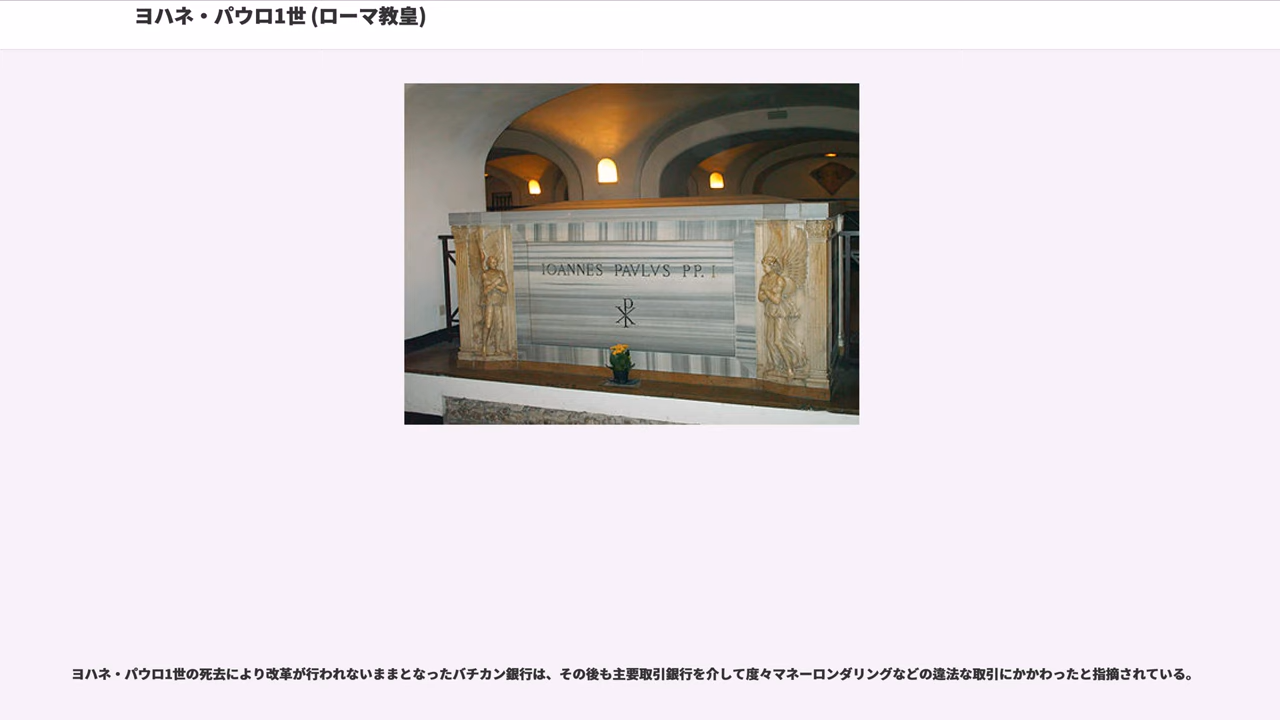 ヨハネ・パウロ1世 (ローマ教皇)
IOANNES PAVLVS PP. I
ヨハネ・パウロ1世の死去により改革が行われないままとなったバチカン銀行は、その後も主要取引銀行を介して度々マネーロンダリングなどの違法な取引にかかわったと指摘されている。